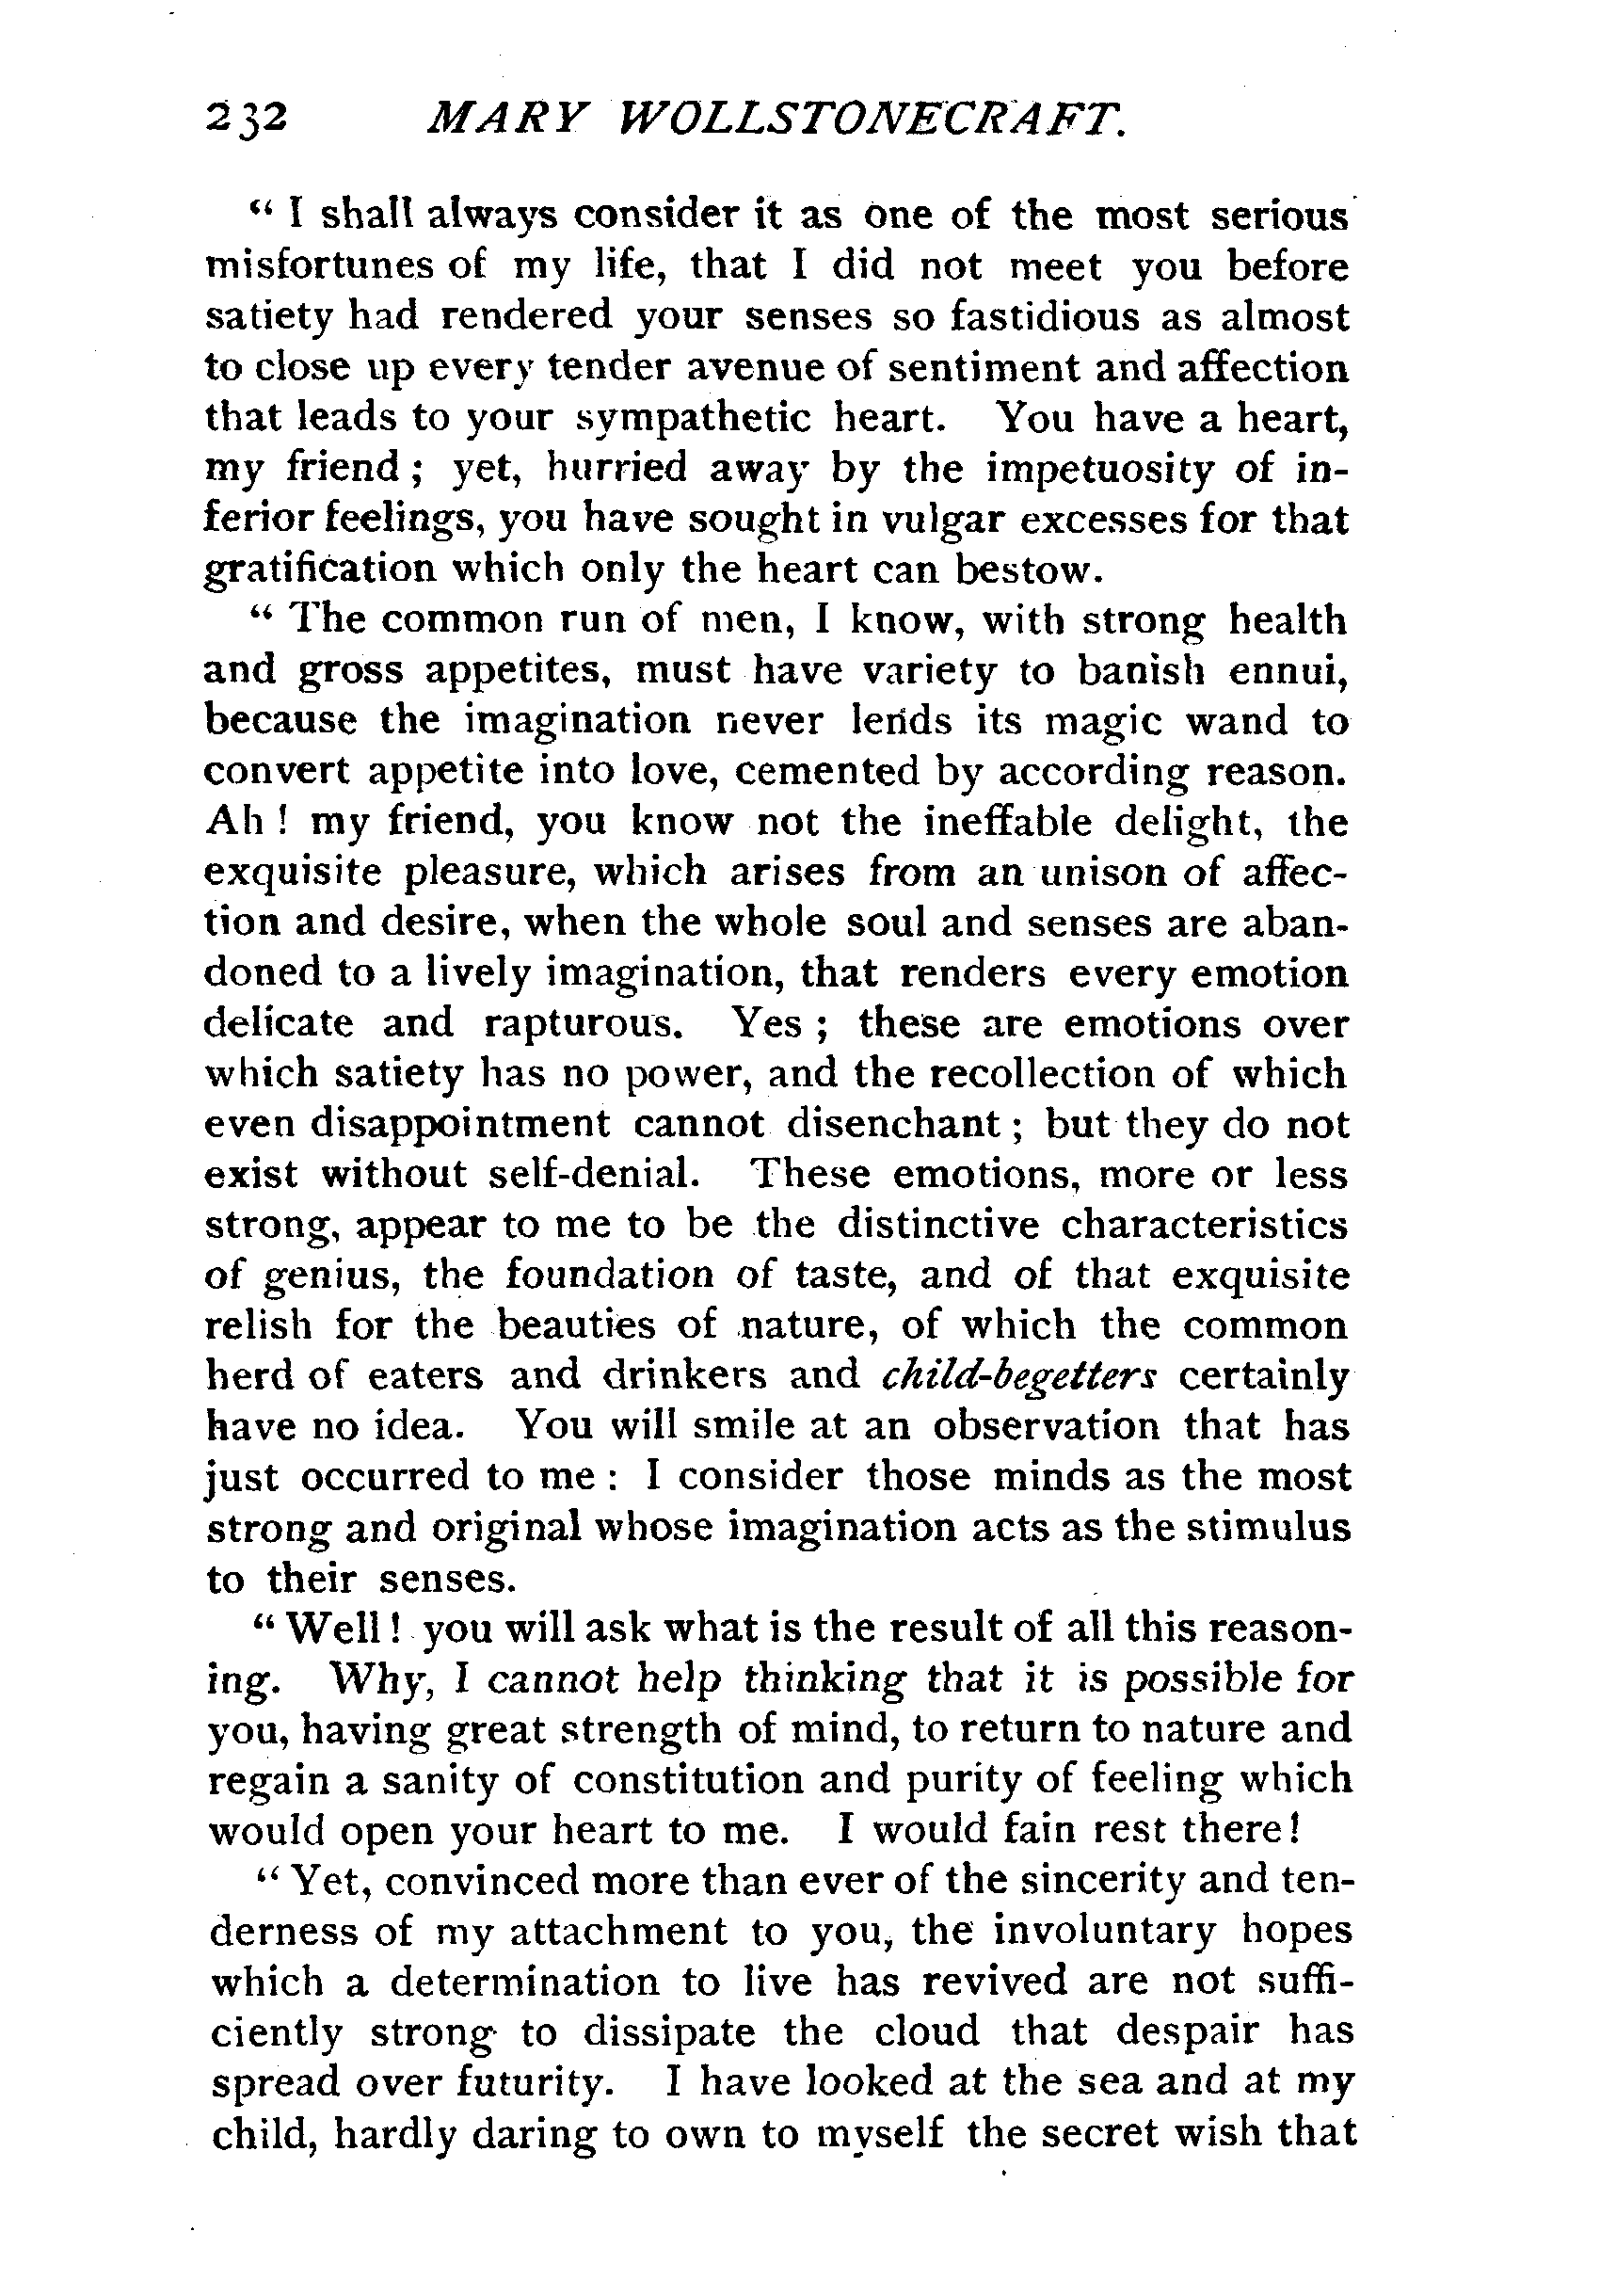 232 MARY WOLLSTONECRAFT.
“ I shall always consider it as one of the most serious
misfortunes of my life, that I did not meet you before
satiety had rendered your senses so fastidious as almost
to close up every tender avenue of sentiment and affection
that leads to your sympathetic heart. You have a heart,
my friend ; yet, hurried away by the impetuosity of in-
ferior feelings, you have sought in vulgar excesses for that
gratification which only the heart can bestow.
“ The common run of men, I know, with strong health
and gross appetites, must have variety to banish ennui,
because the imagination never lends its magic wand to
convert appetite into love, cemented by according reason.
Ah ! my friend, you know not the ineffable delight, the
exquisite pleasure, which arises from an unison of affec-
tion and desire, when the whole soul and senses are aban-
doned to a lively imagination, that renders every emotion
delicate and rapturous. Yes ; these are emotions over
which satiety has no power, and the recollection of which
even disappointment cannot disenchant ; but they do not
exist without self-denial. These emotions, more or less
strong, appear to me to be the distinctive characteristics
of genius, the foundation of taste, and of that exquisite
relish for the beauties of nature, of which the common
herd of eaters and drinkers and child-begetters certainly
have no idea. You will smile at an observation that has
just occurred to me : I consider those minds as the most
strong and original whose imagination acts as the stimulus
to their senses.
“ Well ! you will ask what is the result of all this reason-
ing. Why, I cannot help thinking that it is possible for
you, having great strength of mind, to return to nature and
regain a sanity of constitution and purity of feeling which
would open your heart to me. I would fain rest there !
“ Yet, convinced more than ever of the sincerity and ten-
derness of my attachment to you, the involuntary hopes
which a determination to live has revived are not suffi-
ciently strong to dissipate the cloud that despair has
spread over futurity. I have looked at the sea and at my
child, hardly daring to own to myself the secret wish that